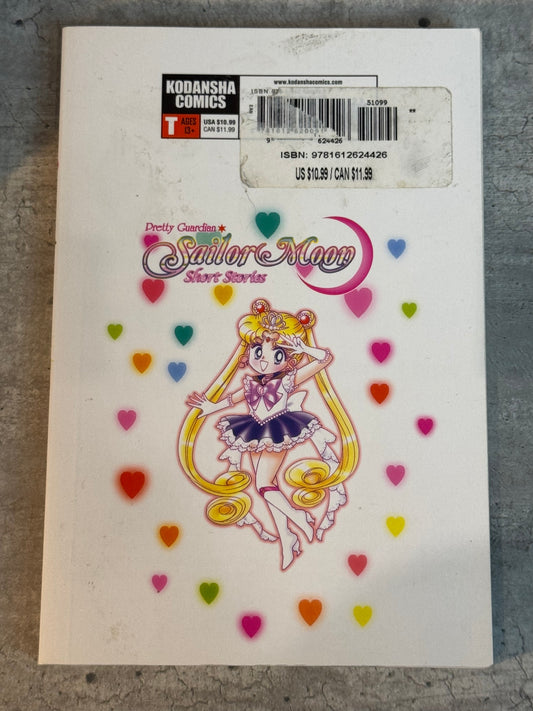 www.kodanshacomics.com
KODANSHA
COMICS
T AGES
13+
USA $10.99
CAN $11.99
ISBN
51099
9
624426
ISBN: 9781612624426
US $10.99 / CAN $11.99
Pretty Guardian
Sailor Moon
Short Stories